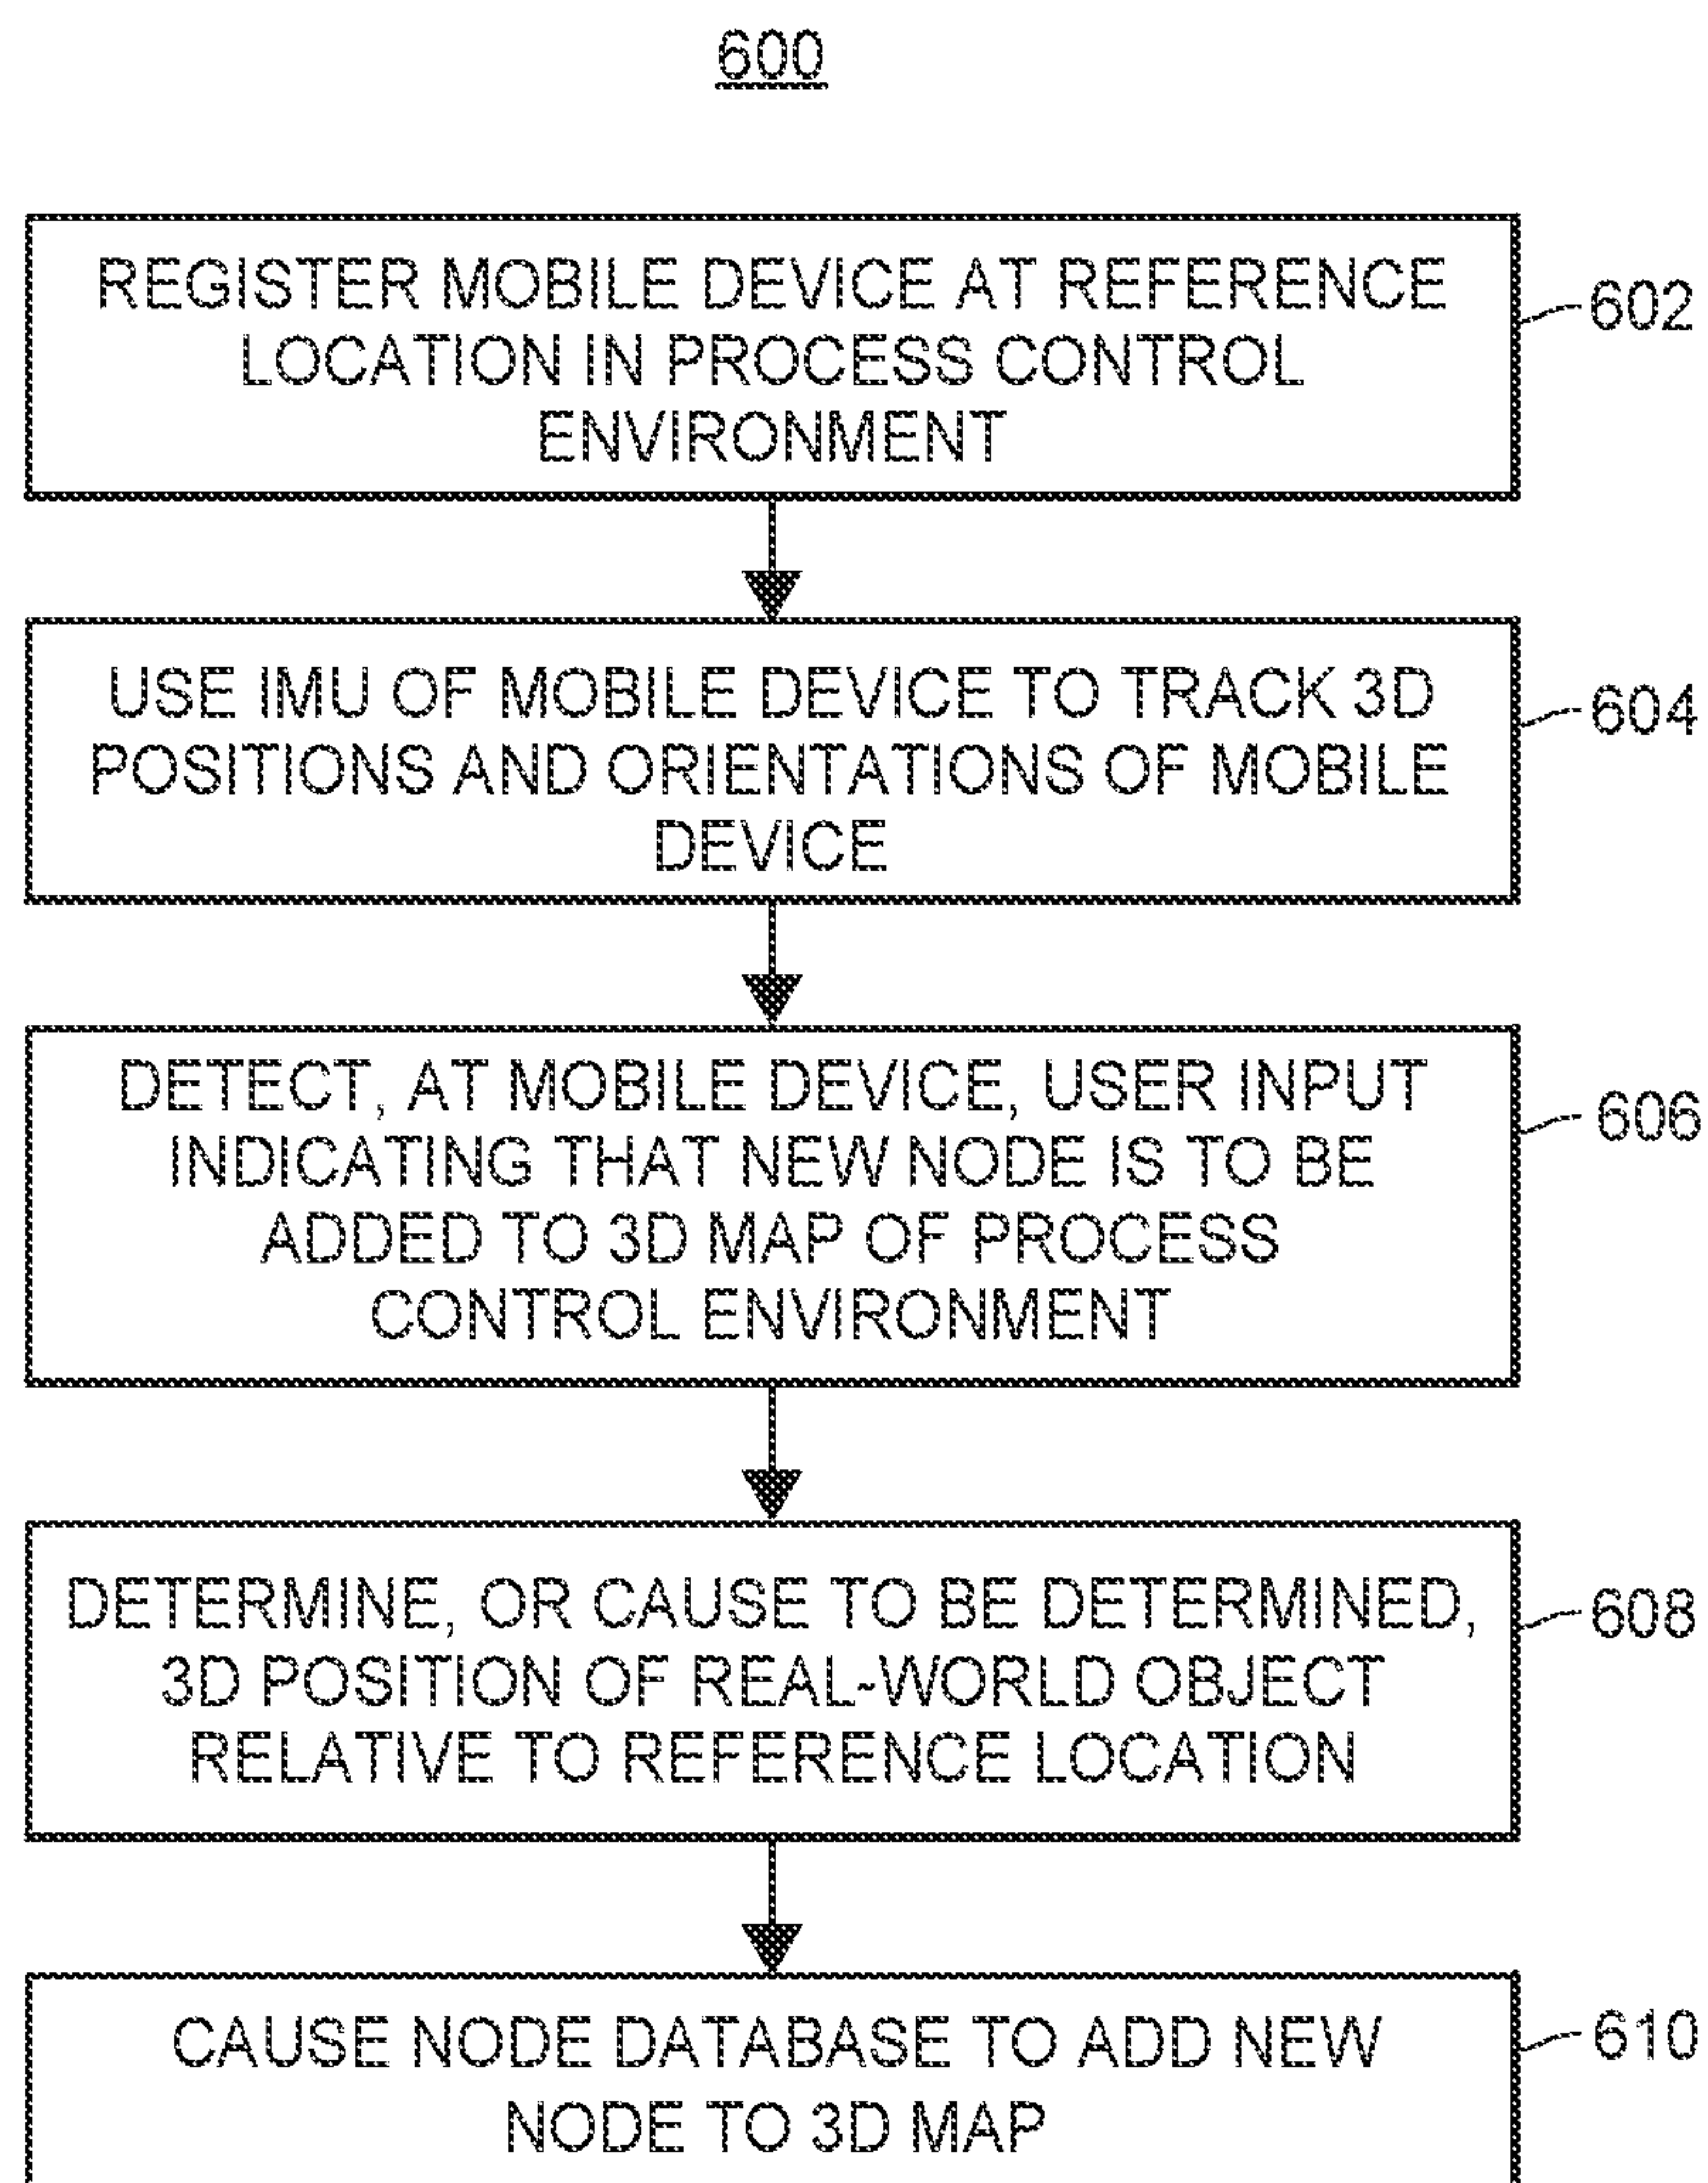 600
REGISTER MOBILE DEVICE AT REFERENCE
LOCATION IN PROCESS CONTROL
ENVIRONMENT
602
USE IMU OF MOBILE DEVICE TO TRACK 3D
POSITIONS AND ORIENTATIONS OF MOBILE
DEVICE
604
DETECT, AT MOBILE DEVICE, USER INPUT
INDICATING THAT NEW NODE IS TO BE
ADDED TO 3D MAP OF PROCESS
CONTROL ENVIRONMENT
606
DETERMINE, OR CAUSE TO BE DETERMINED,
3D POSITION OF REAL-WORLD OBJECT
RELATIVE TO REFERENCE LOCATION
608
CAUSE NODE DATABASE TO ADD NEW
NODE TO 3D MAP
610